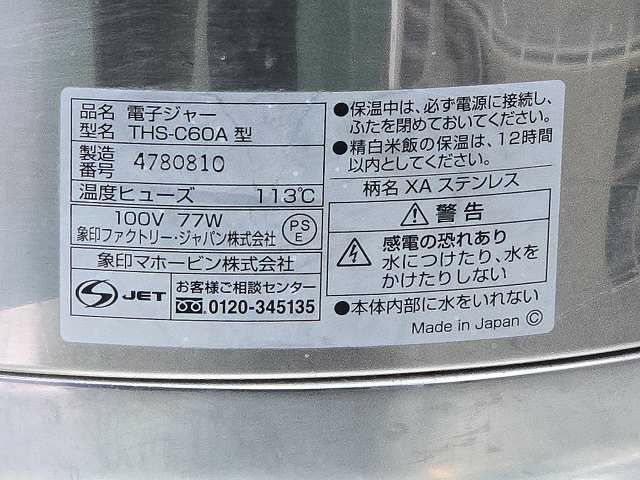 品名 電子ジャー
型名 THS-C60A 型
製造番号 4780810
温度ヒューズ 113℃
100V 77W
象印ファクトリー・ジャパン株式会社
PS E
象印マホービン株式会社
S JET
お客様ご相談センター
0120-345135
●保温中は、必ず電源に接続し、
ふたを閉めておいてください。
●精白米飯の保温は、12時間
以内としてください。
柄名 XA ステンレス
警告
感電の恐れあり
水につけたり、水を
かけたりしない
●本体内部に水をいれない
Made in Japan Ⓒ